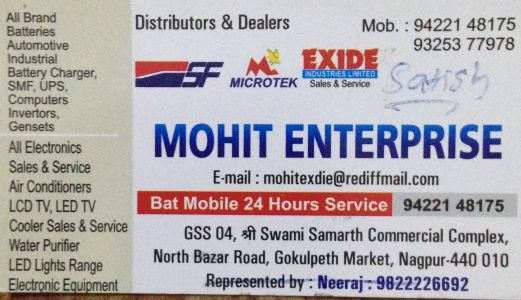 All Brand
Batteries
Automotive
Industrial
Battery Charger,
SMF, UPS,
Computers
Invertors,
Gensets
All Electronics
Sales & Service
Air Conditioners
LCD TV, LED TV
Cooler Sales & Service
Water Purifier
LED Lights Range
Electronic Equipment
Distributors & Dealers
Mob. : 94221 48175
93253 77978
SF
MICROTEK
EXIDE
INDUSTRIES LIMITED
Sales & Service
Satish
MOHIT ENTERPRISE
E-mail : mohitexdie@rediffmail.com
Bat Mobile 24 Hours Service 94221 48175
GSS 04, श्री Swami Samarth Commercial Complex,
North Bazar Road, Gokulpeth Market, Nagpur-440 010
Represented by : Neeraj : 9822226692